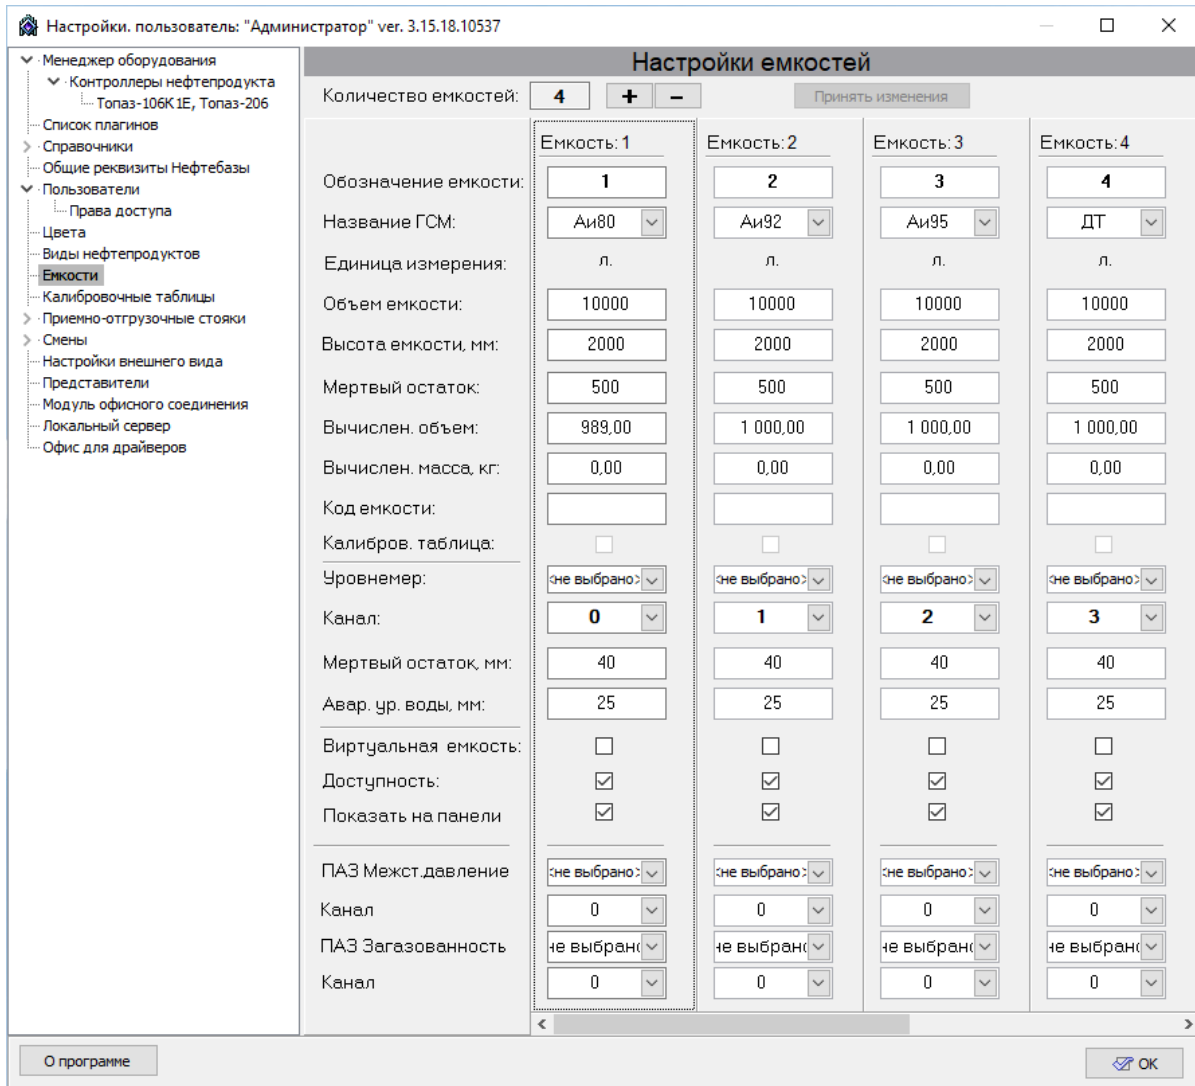 Настройки. пользователь: "Администратор" ver. 3.15.18.10537
Менеджер оборудования
Контроллеры нефтепродукта
Топаз-106К1Е, Топаз-206
Список плагинов
Справочники
Общие реквизиты Нефтебазы
Пользователи
Права доступа
Цвета
Виды нефтепродуктов
Емкости
Калибровочные таблицы
Приемно-отгрузочные стояки
Смены
Настройки внешнего вида
Представители
Модуль офисного соединения
Локальный сервер
Офис для драйверов
Настройки емкостей
Количество емкостей: 4 + − Принять изменения
Емкость: 1 Емкость: 2 Емкость: 3 Емкость: 4
Обозначение емкости: 1 2 3 4
Название ГСМ: Аи80 Аи92 Аи95 ДТ
Единица измерения: л. л. л. л.
Объем емкости: 10000 10000 10000 10000
Высота емкости, мм: 2000 2000 2000 2000
Мертвый остаток: 500 500 500 500
Вычислен. объем: 989,00 1 000,00 1 000,00 1 000,00
Вычислен. масса, кг: 0,00 0,00 0,00 0,00
Код емкости:
Калибров. таблица:
Уровнемер: <не выбрано> <не выбрано> <не выбрано> <не выбрано>
Канал: 0 1 2 3
Мертвый остаток, мм: 40 40 40 40
Авар. ур. воды, мм: 25 25 25 25
Виртуальная емкость:
Доступность:
Показать на панели
ПАЗ Межст.давление <не выбрано> <не выбрано> <не выбрано> <не выбрано>
Канал 0 0 0 0
ПАЗ Загазованность не выбрано не выбрано не выбрано не выбрано
Канал 0 0 0 0
О программе OK